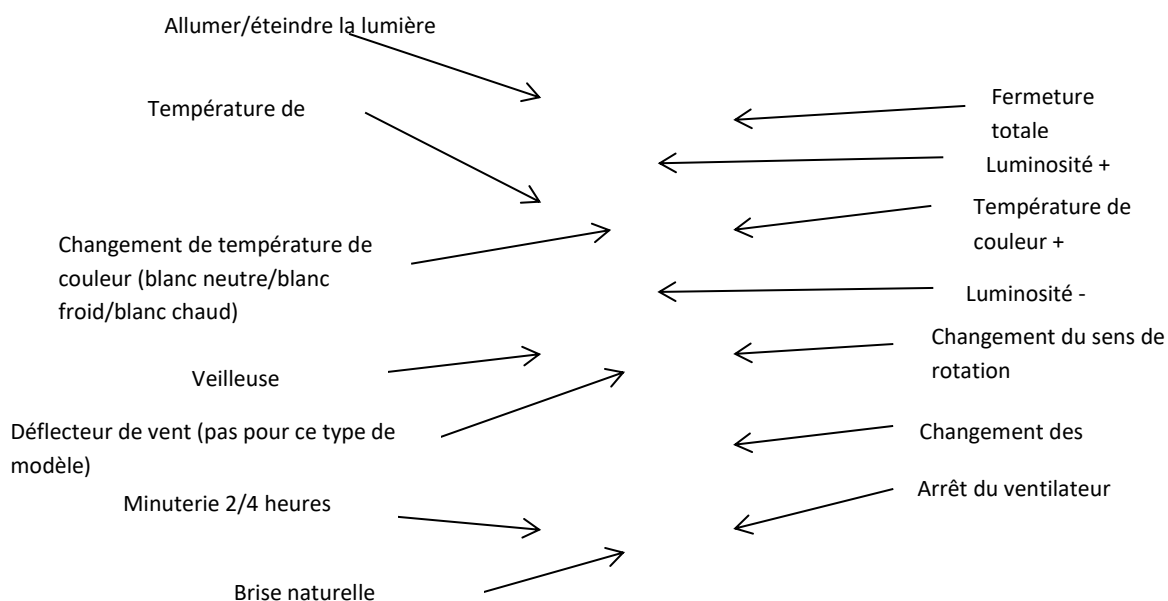 Allumer/éteindre la lumière
Température de
Changement de température de
couleur (blanc neutre/blanc
froid/blanc chaud)
Veilleuse
Déflecteur de vent (pas pour ce type de
modèle)
Minuterie 2/4 heures
Brise naturelle
Fermeture
totale
Luminosité +
Température de
couleur +
Luminosité -
Changement du sens de
rotation
Changement des
Arrêt du ventilateur